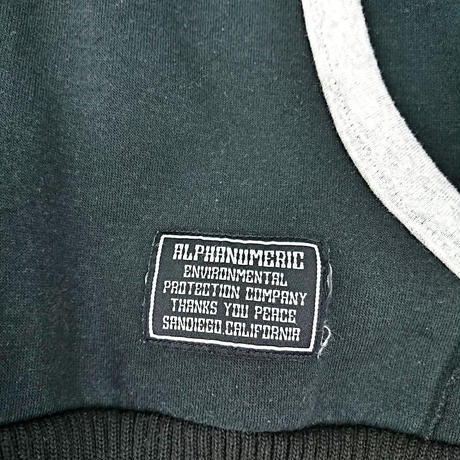 ALPHANUMERIC
ENVIRONMENTAL
PROTECTION COMPANY
THANKS YOU PEACE
SANDIEGO,CALIFORNIA